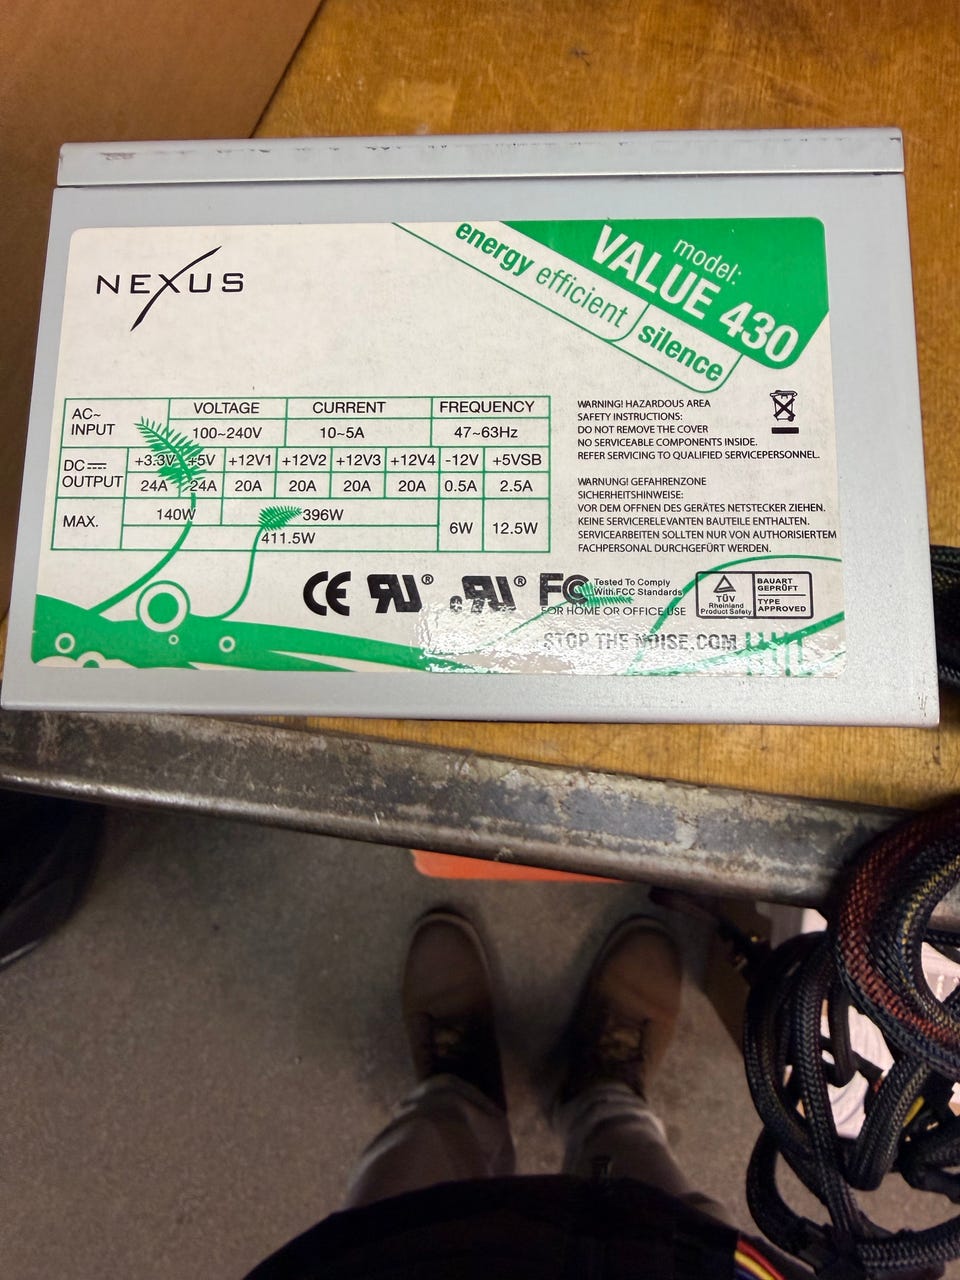 NEXUS
energy efficient
silence
model:
VALUE 430
AC~ INPUT
VOLTAGE CURRENT FREQUENCY
100~240V 10~5A 47~63Hz
DC OUTPUT
+3.3V +5V +12V1 +12V2 +12V3 +12V4 -12V +5VSB
24A 24A 20A 20A 20A 20A 0.5A 2.5A
MAX.
140W 396W
411.5W
6W 12.5W
WARNING! HAZARDOUS AREA
SAFETY INSTRUCTIONS:
DO NOT REMOVE THE COVER
NO SERVICEABLE COMPONENTS INSIDE.
REFER SERVICING TO QUALIFIED SERVICEPERSONNEL.
WARNUNG! GEFAHRENZONE
SICHERHEITSHINWEISE:
VOR DEM OFFNEN DES GERÄTES NETSTECKER ZIEHEN.
KEINE SERVICERELEVANTEN BAUTEILE ENTHALTEN.
SERVICEARBEITEN SOLLTEN NUR VON AUTHORISIERTEM
FACHPERSONAL DURCHGEFÜRT WERDEN.
CE RU® c RU® FC
Tested To Comply
With FCC Standards
FOR HOME OR OFFICE USE
TÜV
Rheinland
Product Safety
BAUART
GEPRÜFT
TYPE
APPROVED
STOP THE NOISE.COM